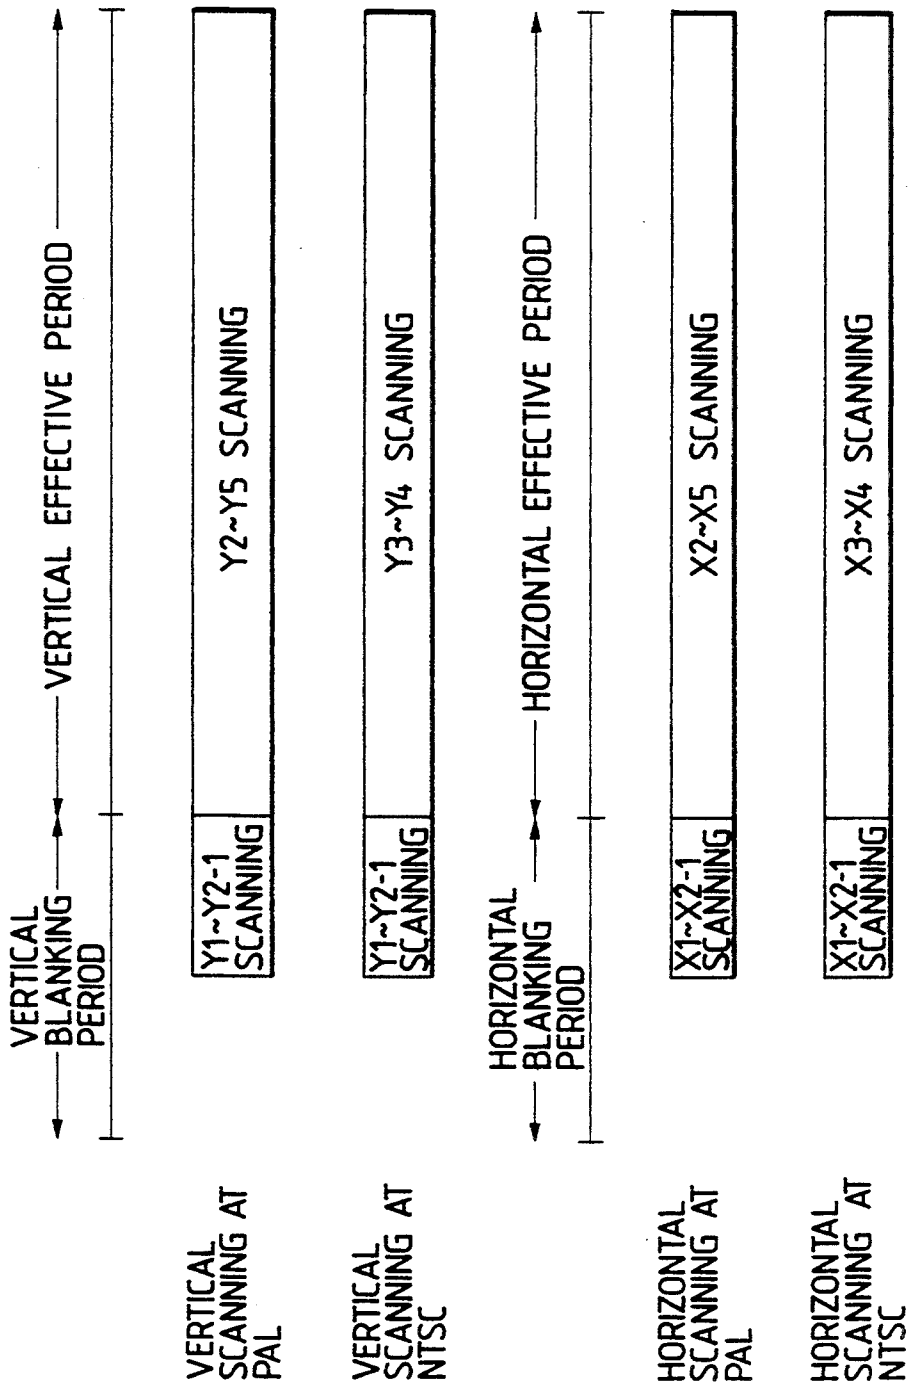 VERTICAL
BLANKING
PERIOD
VERTICAL EFFECTIVE PERIOD
VERTICAL
SCANNING AT
PAL
Y1~Y2-1
SCANNING
Y2~Y5 SCANNING
VERTICAL
SCANNING AT
NTSC
Y1~Y2-1
SCANNING
Y3~Y4 SCANNING
HORIZONTAL
BLANKING
PERIOD
HORIZONTAL EFFECTIVE PERIOD
HORIZONTAL
SCANNING AT
PAL
X1~X2-1
SCANNING
X2~X5 SCANNING
HORIZONTAL
SCANNING AT
NTSC
X1~X2-1
SCANNING
X3~X4 SCANNING